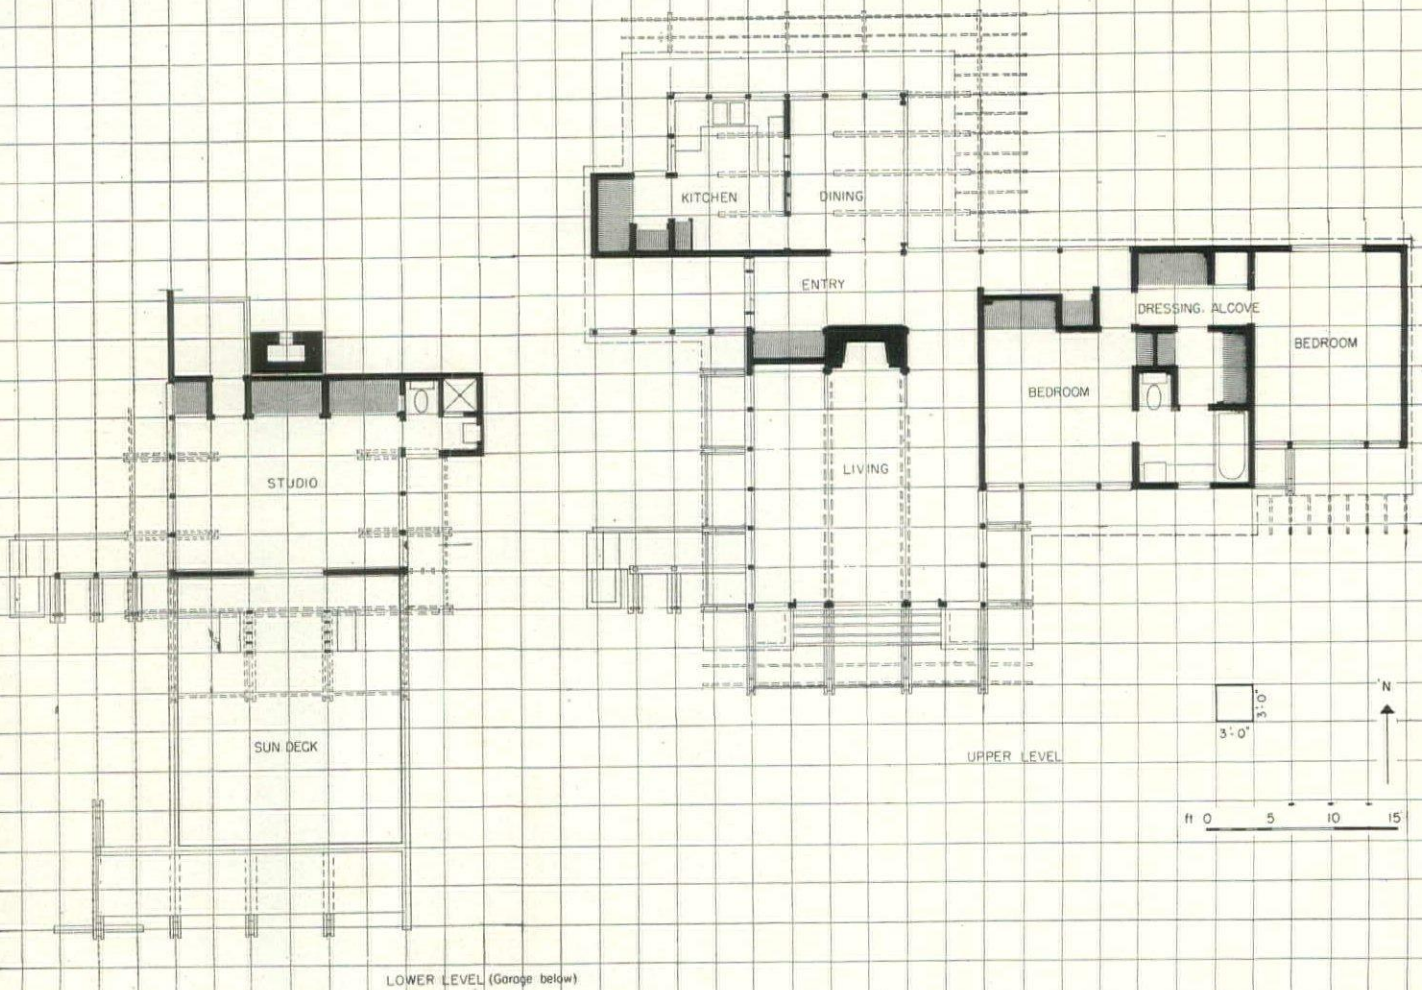 KITCHEN
DINING
ENTRY
DRESSING. ALCOVE
BEDROOM
BEDROOM
LIVING
STUDIO
SUN DECK
N
3'-0"
3'-0"
UPPER LEVEL
ft 0 5 10 15
LOWER LEVEL (Garage below)